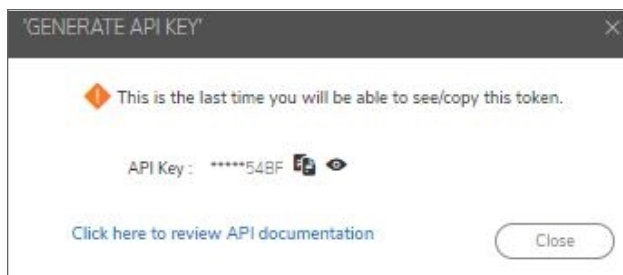 'GENERATE API KEY'
This is the last time you will be able to see/copy this token.
API Key : *****54BF
Click here to review API documentation
Close